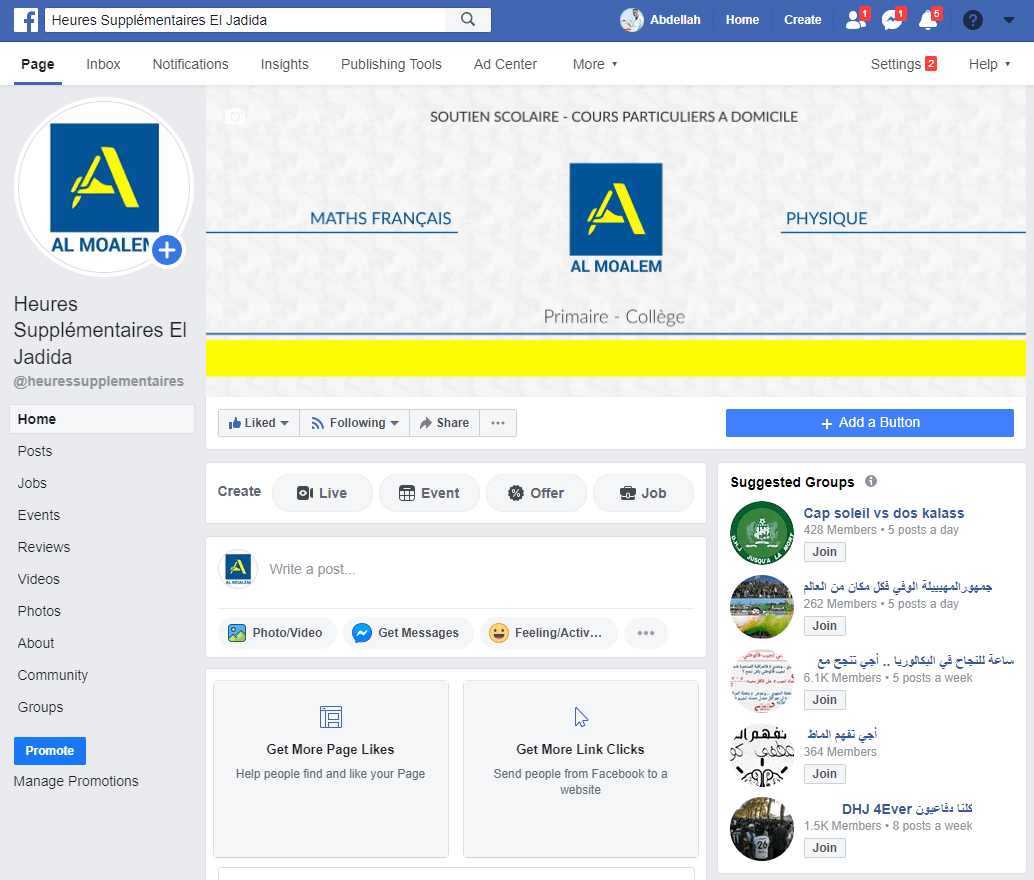 Heures Supplémentaires El Jadida
Abdellah
Home
Create
1
1
5
?
Page
Inbox
Notifications
Insights
Publishing Tools
Ad Center
More
Settings 2
Help
SOUTIEN SCOLAIRE - COURS PARTICULIERS A DOMICILE
MATHS FRANÇAIS
PHYSIQUE
AL MOALEM
Primaire - Collège
AL MOALEM
Heures
Supplémentaires El
Jadida
@heuressupplementaires
Home
Posts
Jobs
Events
Reviews
Videos
Photos
About
Community
Groups
Promote
Manage Promotions
Liked
Following
Share
+ Add a Button
Create
Live
Event
Offer
Job
AL MOALEM
Write a post...
Photo/Video
Get Messages
Feeling/Activ...
Get More Page Likes
Help people find and like your Page
Get More Link Clicks
Send people from Facebook to a
website
Suggested Groups
Cap soleil vs dos kalass
428 Members • 5 posts a day
Join
جمهورالمهيبيلة الوفي فكل مكان من العالم
262 Members • 5 posts a day
Join
ساعة للنجاح في البكالوريا .. أجي تنجح مع
6.1K Members • 5 posts a week
Join
أجي تفهم الماط
364 Members
Join
كلنا دفاعيون DHJ 4Ever
1.5K Members • 8 posts a week
Join